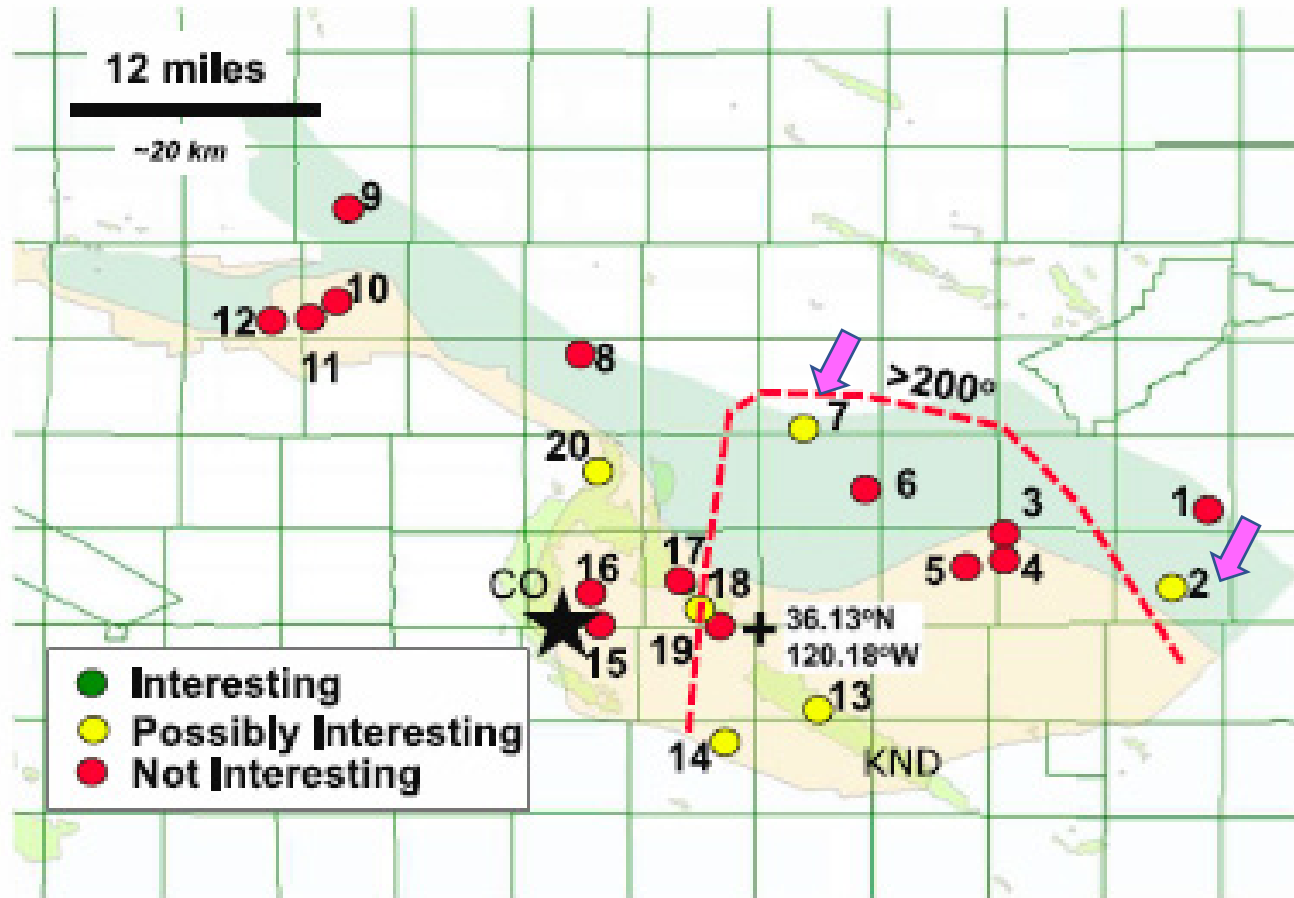 12 miles
~20 km
9
10
12
11
8
>200°
7
20
6
1
3
17
5
4
16
2
CO
18
36.13°N
19
120.18°W
15
Interesting
13
Possibly Interesting
14
KND
Not Interesting